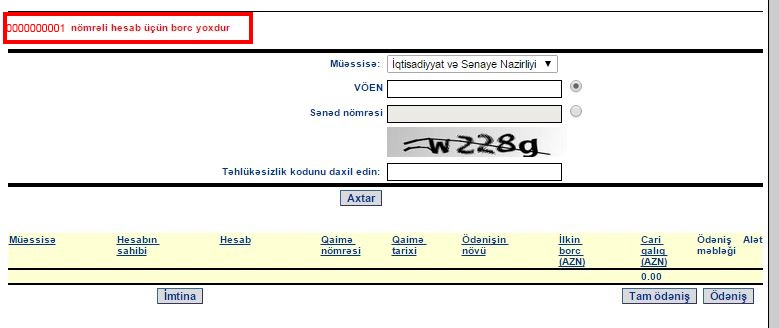 0000000001 nömrəli hesab üçün borc yoxdur
Müəssisə: İqtisadiyyat və Sənaye Nazirliyi
VÖEN
Sənəd nömrəsi
w228g
Təhlükəsizlik kodunu daxil edin:
Axtar
Müəssisə Hesabın sahibi Hesab Qaimə nömrəsi Qaimə tarixi Ödənişin növü İlkin borc (AZN) Cari qalıq (AZN) Ödəniş məbləği Alət
0.00
İmtina Tam ödəniş Ödəniş